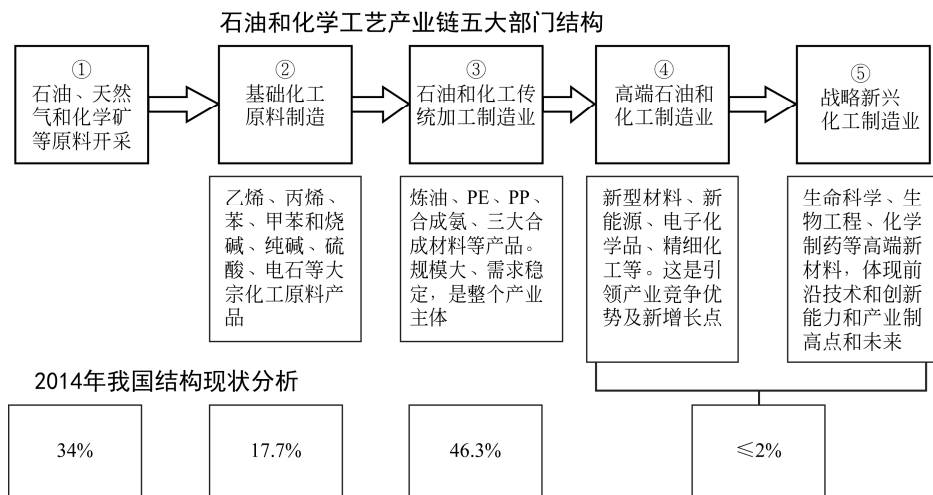 石油和化学工艺产业链五大部门结构
①
石油、天然
气和化学矿
等原料开采
②
基础化工
原料制造
③
石油和化工传
统加工制造业
④
高端石油和
化工制造业
⑤
战略新兴
化工制造业
乙烯、丙烯、
苯、甲苯和烧
碱、纯碱、硫
酸、电石等大
宗化工原料产
品
炼油、PE、PP、
合成氨、三大合
成材料等产品。
规模大、需求稳
定，是整个产业
主体
新型材料、新
能源、电子化
学品、精细化
工等。这是引
领产业竞争优
势及新增长点
生命科学、生
物工程、化学
制药等高端新
材料，体现前
沿技术和创新
能力和产业制
高点和未来
2014年我国结构现状分析
34%
17.7%
46.3%
≤2%